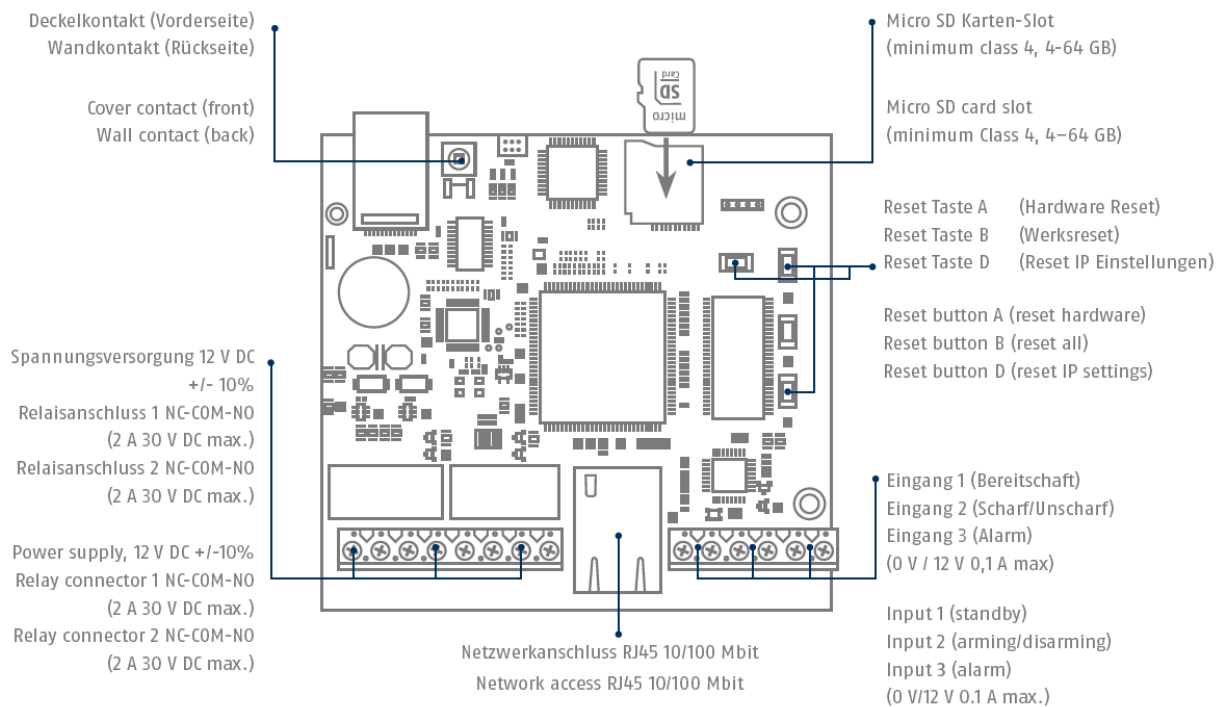 Deckelkontakt (Vorderseite)
Wandkontakt (Rückseite)
Cover contact (front)
Wall contact (back)
Micro SD Karten-Slot
(minimum class 4, 4-64 GB)
Micro SD card slot
(minimum Class 4, 4–64 GB)
micro
SD
Card
Reset Taste A (Hardware Reset)
Reset Taste B (Werksreset)
Reset Taste D (Reset IP Einstellungen)
Reset button A (reset hardware)
Reset button B (reset all)
Reset button D (reset IP settings)
Spannungsversorgung 12 V DC
+/- 10%
Relaisanschluss 1 NC-COM-NO
(2 A 30 V DC max.)
Relaisanschluss 2 NC-COM-NO
(2 A 30 V DC max.)
Power supply, 12 V DC +/-10%
Relay connector 1 NC-COM-NO
(2 A 30 V DC max.)
Relay connector 2 NC-COM-NO
(2 A 30 V DC max.)
Eingang 1 (Bereitschaft)
Eingang 2 (Scharf/Unscharf)
Eingang 3 (Alarm)
(0 V / 12 V 0,1 A max)
Input 1 (standby)
Input 2 (arming/disarming)
Input 3 (alarm)
(0 V/12 V 0.1 A max.)
Netzwerkanschluss RJ45 10/100 Mbit
Network access RJ45 10/100 Mbit